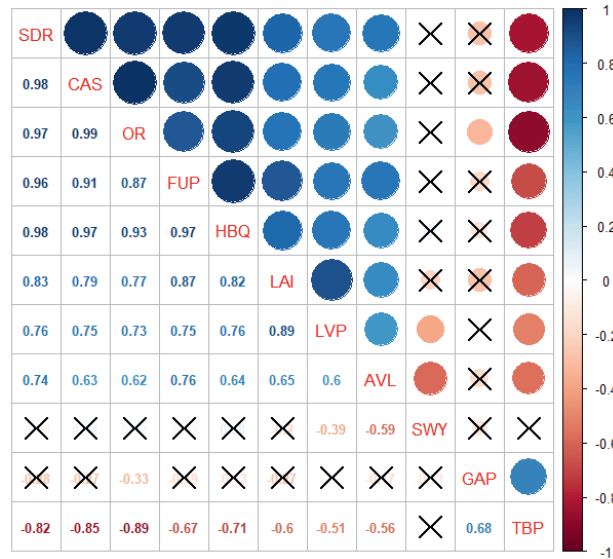 SDR
0.98 CAS
0.97 0.99 OR
0.96 0.91 0.87 FUP
0.98 0.97 0.93 0.97 HBQ
0.83 0.79 0.77 0.87 0.82 LAI
0.76 0.75 0.73 0.75 0.76 0.89 LVP
0.74 0.63 0.62 0.76 0.64 0.65 0.6 AVL
-0.39 -0.59 SWY
-0.33 GAP
-0.82 -0.85 -0.89 -0.67 -0.71 -0.6 -0.51 -0.56 0.68 TBP
1
0.8
0.6
0.4
0.2
0
-0.2
-0.4
-0.6
-0.8
-1